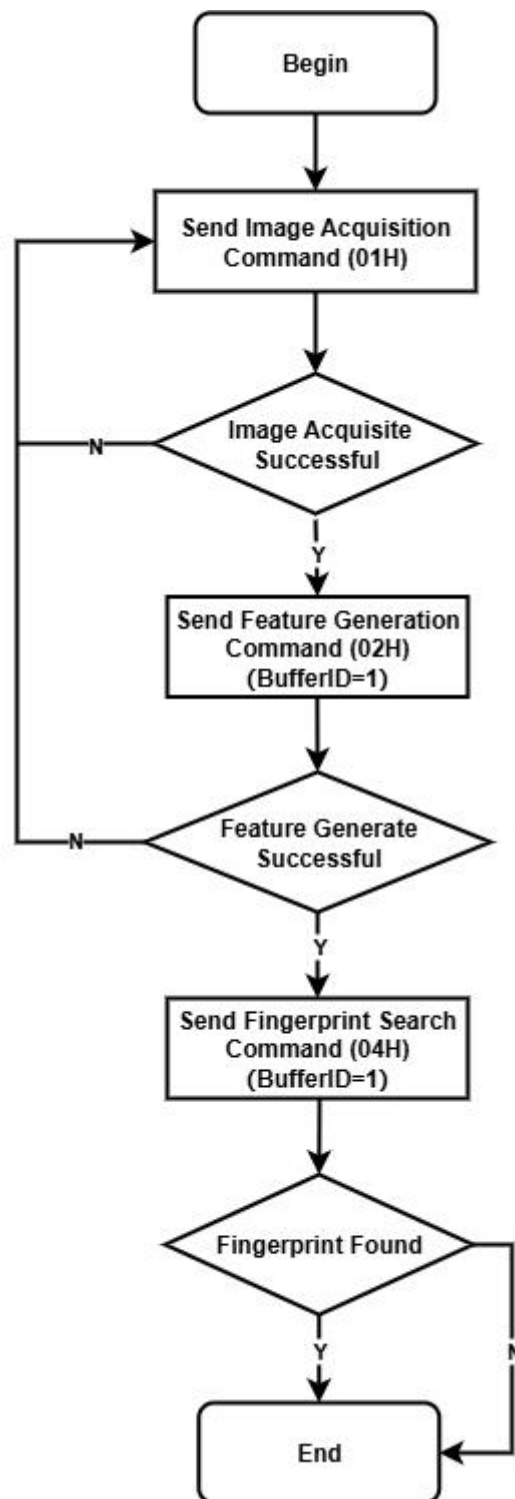 Begin
Send Image Acquisition
Command (01H)
Image Acquisite
Successful
N
Y
Send Feature Generation
Command (02H)
(BufferID=1)
Feature Generate
Successful
N
Y
Send Fingerprint Search
Command (04H)
(BufferID=1)
Fingerprint Found
Y
N
End